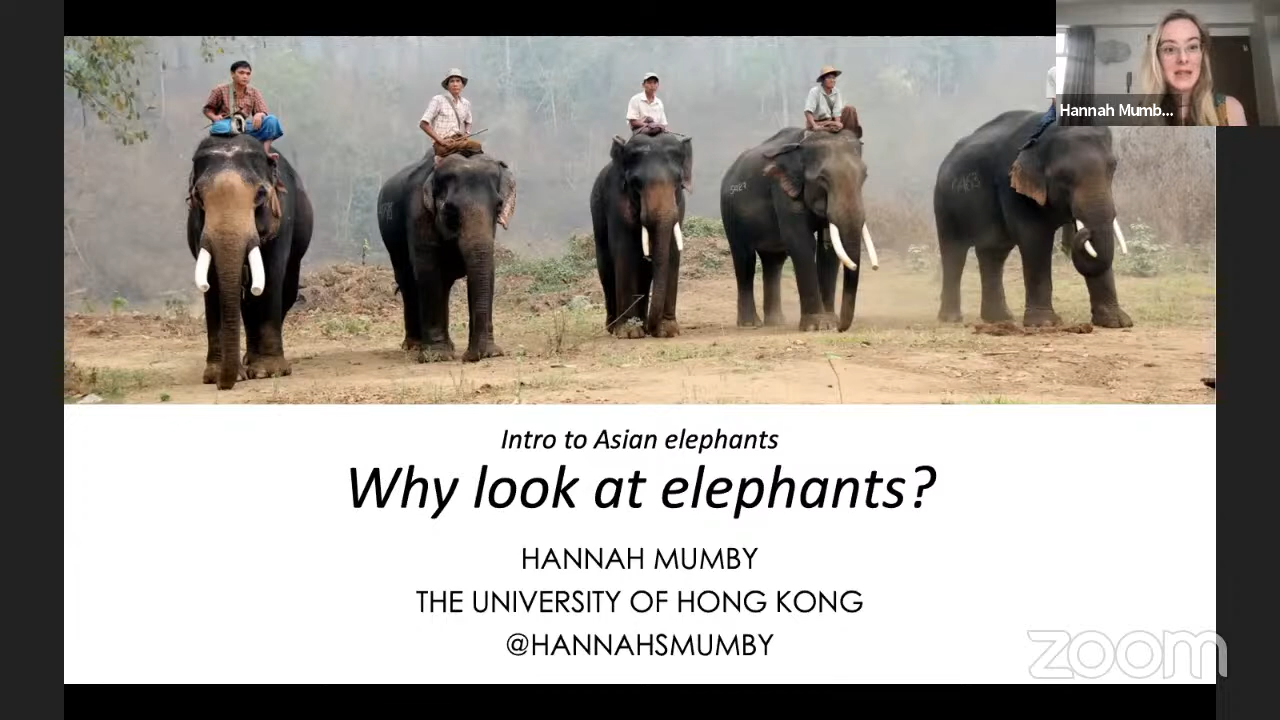 Hannah Mumb...
Intro to Asian elephants
Why look at elephants?
HANNAH MUMBY
THE UNIVERSITY OF HONG KONG
@HANNAHSMUMBY
zoom